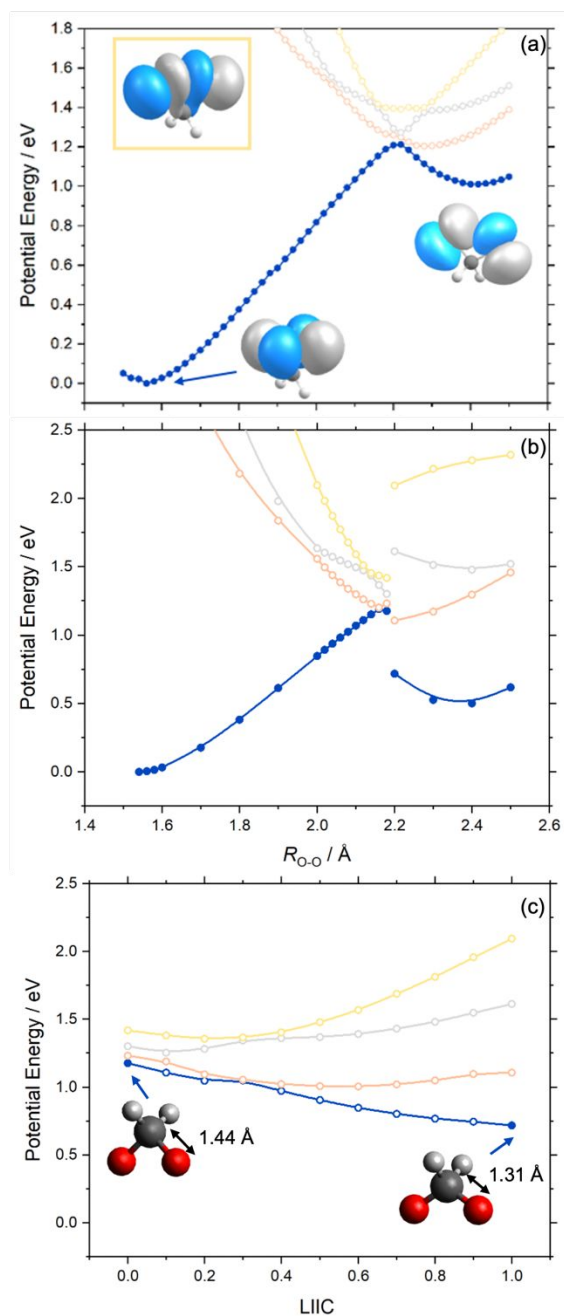 (a)
Potential Energy / eV
1.8
1.6
1.4
1.2
1.0
0.8
0.6
0.4
0.2
0.0
(b)
Potential Energy / eV
2.5
2.0
1.5
1.0
0.5
0.0
1.4 1.6 1.8 2.0 2.2 2.4 2.6
R O-O / Å
(c)
Potential Energy / eV
2.5
2.0
1.5
1.0
0.5
0.0
1.44 Å
1.31 Å
0.0 0.2 0.4 0.6 0.8 1.0
LIIC